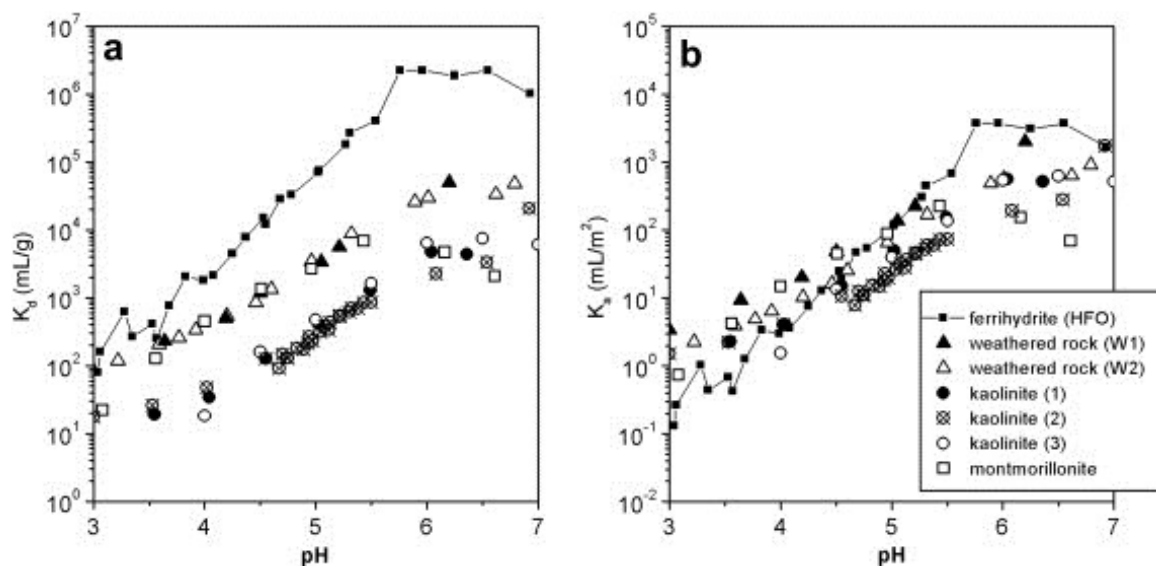 a
K_d (mL/g)
10^7
10^6
10^5
10^4
10^3
10^2
10^1
10^0
3 4 5 6 7
pH
b
K_a (mL/m^2)
10^5
10^4
10^3
10^2
10^1
10^0
10^-1
10^-2
3 4 5 6 7
pH
ferrihydrite (HFO)
weathered rock (W1)
weathered rock (W2)
kaolinite (1)
kaolinite (2)
kaolinite (3)
montmorillonite